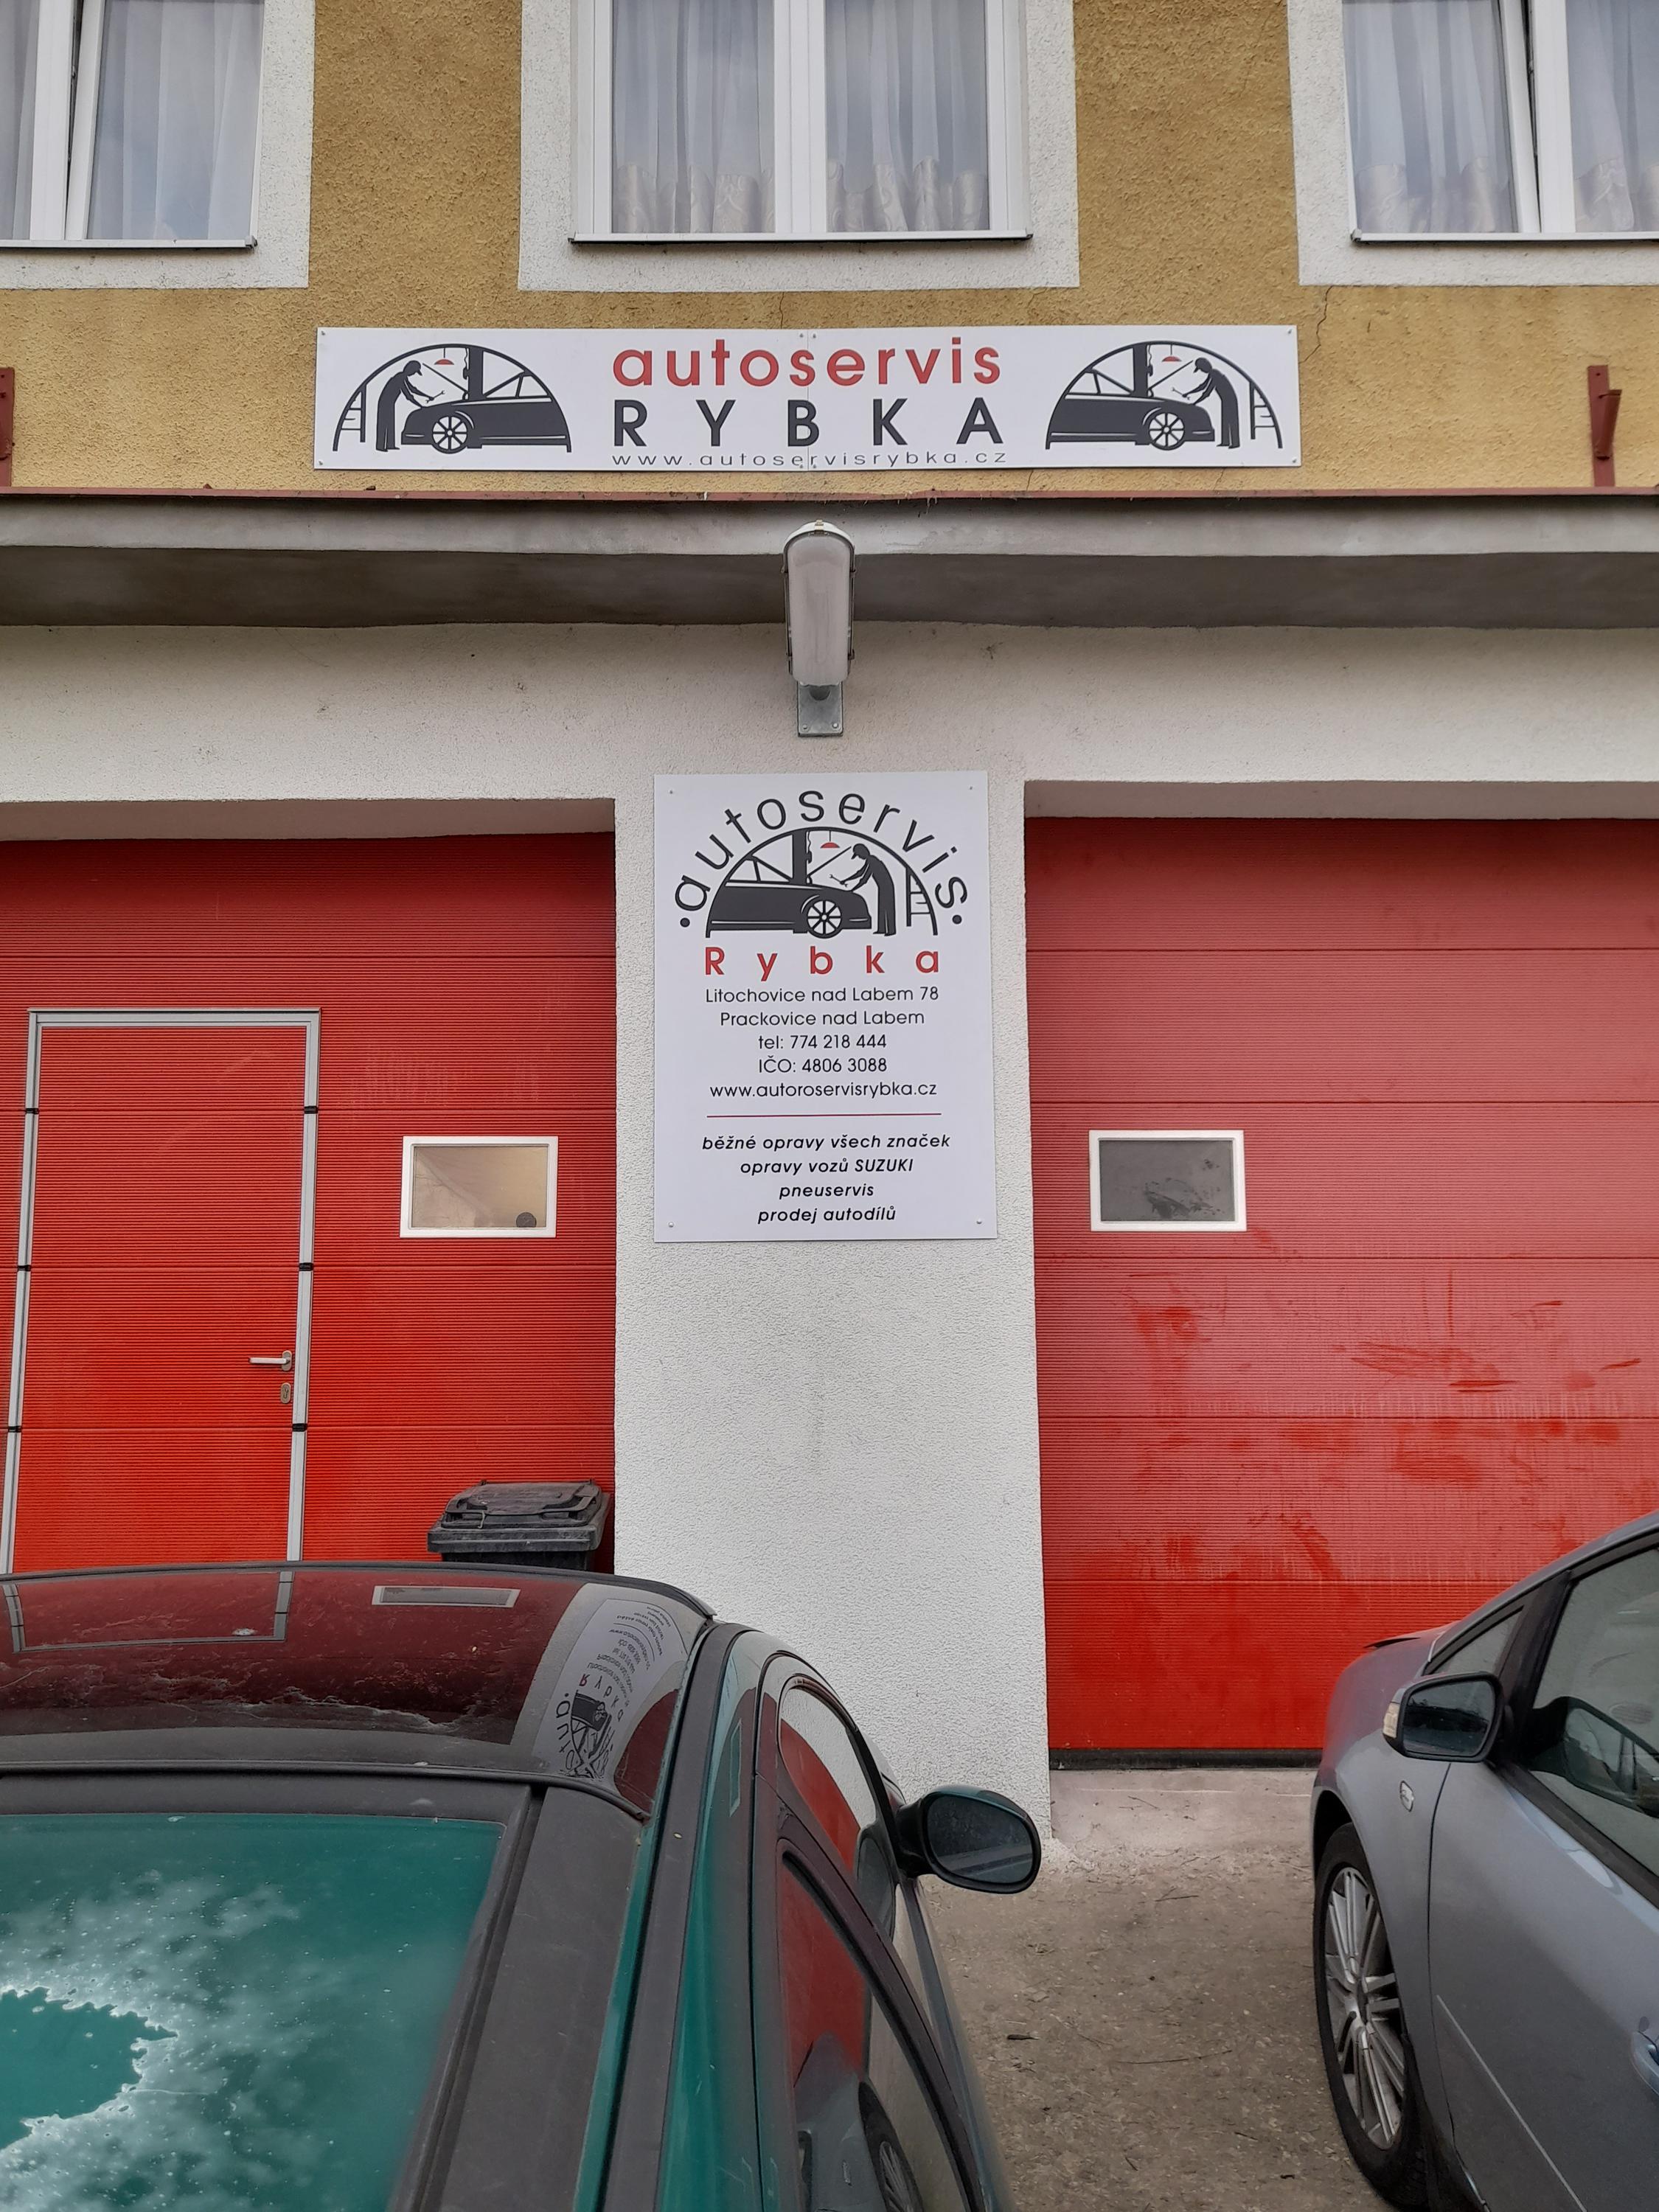 autoservis
RYBKA
www.autoservisrybka.cz
•autoservis•
Rybka
Litochovice nad Labem 78
Prackovice nad Labem
tel: 774 218 444
IČO: 4806 3088
www.autoroservisrybka.cz
běžné opravy všech značek
opravy vozů SUZUKI
pneuservis
prodej autodílů